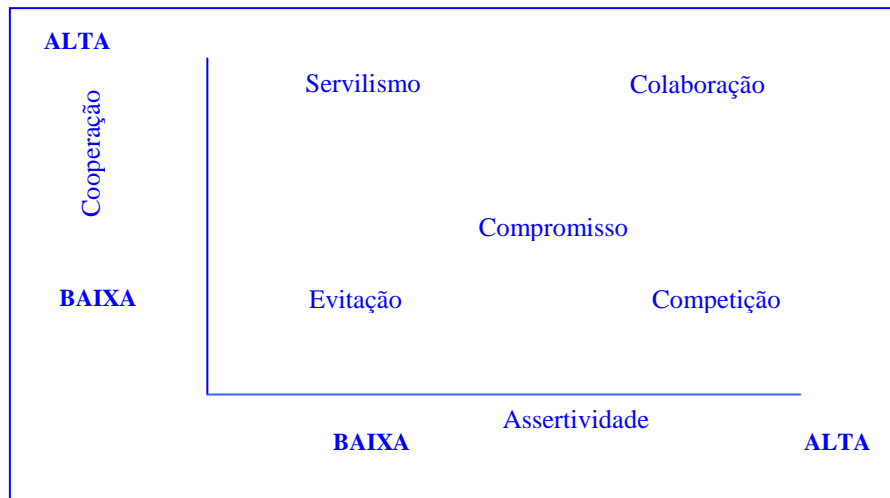 ALTA
Servilismo
Colaboração
Cooperação
Compromisso
BAIXA
Evitação
Competição
Assertividade
BAIXA
ALTA